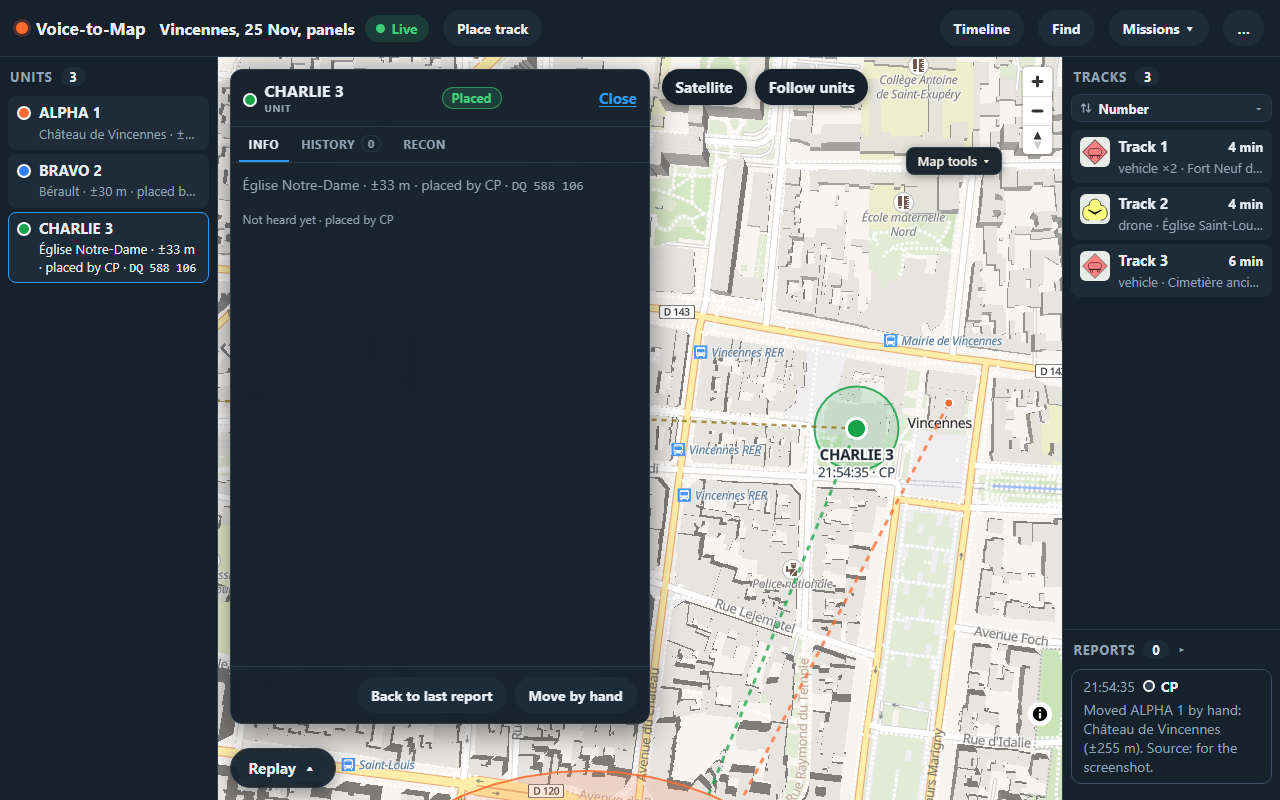 Voice-to-Map
Vincennes, 25 Nov, panels
Live
Place track
Timeline
Find
Missions ▾
...
UNITS 3
ALPHA 1
Château de Vincennes · ±...
BRAVO 2
Bérault · ±30 m · placed b...
CHARLIE 3
Église Notre-Dame · ±33 m
· placed by CP · DQ 588 106
CHARLIE 3
UNIT
Placed
Close
INFO
HISTORY 0
RECON
Église Notre-Dame · ±33 m · placed by CP · DQ 588 106
Not heard yet · placed by CP
Back to last report
Move by hand
Replay
Satellite
Follow units
Map tools
Collège Antoine
de Saint-Exupéry
École maternelle
Nord
D 143
Mairie de Vincennes
Vincennes RER
D 143
Vincennes
Vincennes RER
CHARLIE 3
21:54:35 · CP
Vincennes RER
Police nationale
Rue Lejemptel
Avenue Foch
Rue Raymond du Temple
Avenue du Château
Rue d'Idalie
Saint-Louis
D 120
TRACKS 3
Number
Track 1
4 min
vehicle ×2 · Fort Neuf d...
Track 2
4 min
drone · Église Saint-Lou...
Track 3
6 min
vehicle · Cimetière anci...
REPORTS 0
21:54:35 CP
Moved ALPHA 1 by hand:
Château de Vincennes
(±255 m). Source: for the
screenshot.